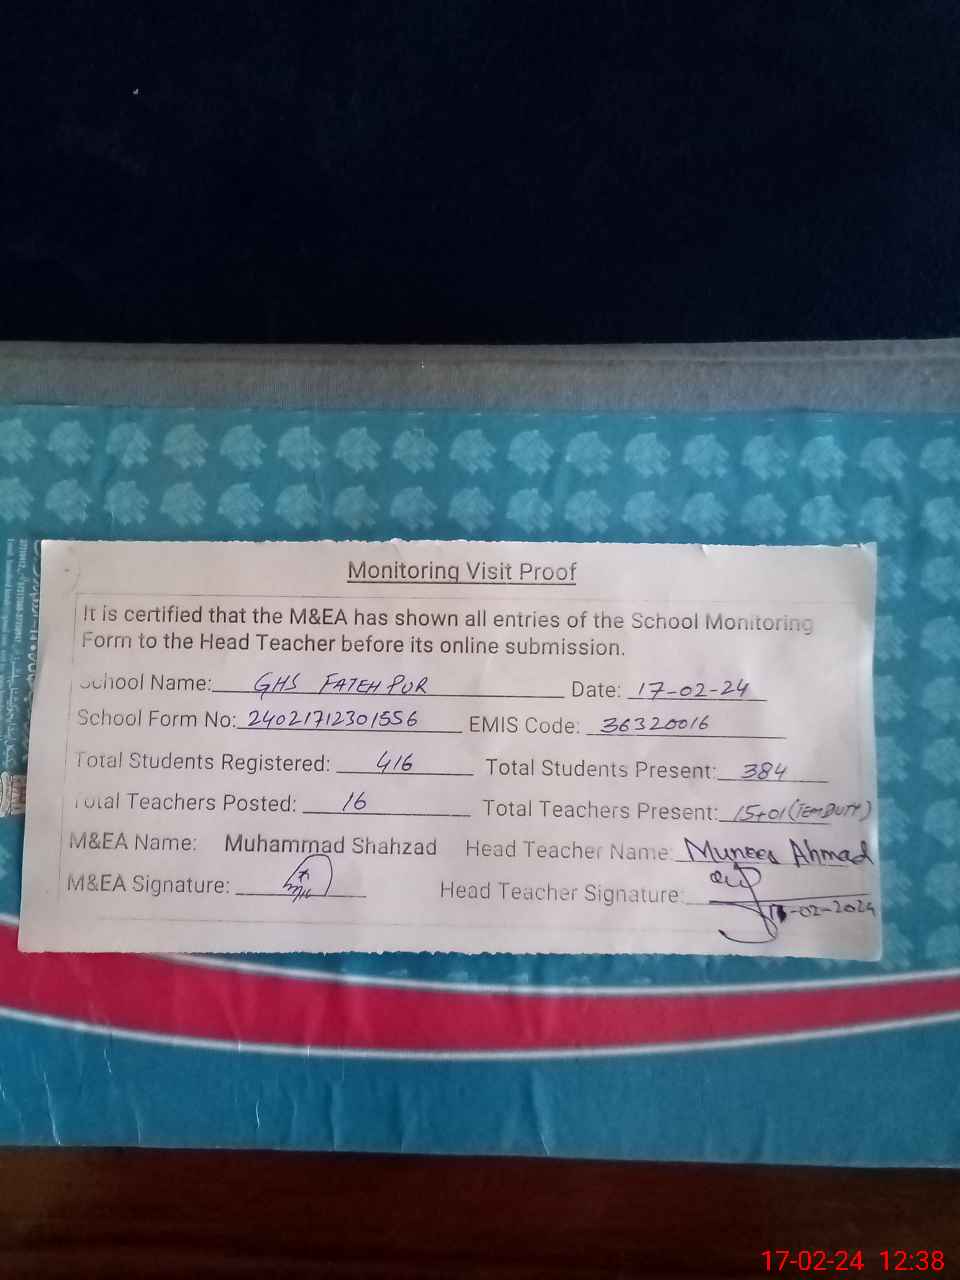 Monitoring Visit Proof
It is certified that the M&EA has shown all entries of the School Monitoring
Form to the Head Teacher before its online submission.
School Name: GHS FATEHPUR Date: 17-02-24
School Form No: 24021712301556 EMIS Code: 36320016
Total Students Registered: 416 Total Students Present: 384
Total Teachers Posted: 16 Total Teachers Present: 15+01(TEMDUTY)
M&EA Name: Muhammad Shahzad Head Teacher Name: Muneer Ahmad
M&EA Signature: Head Teacher Signature:
-02-2024
17-02-24 12:38